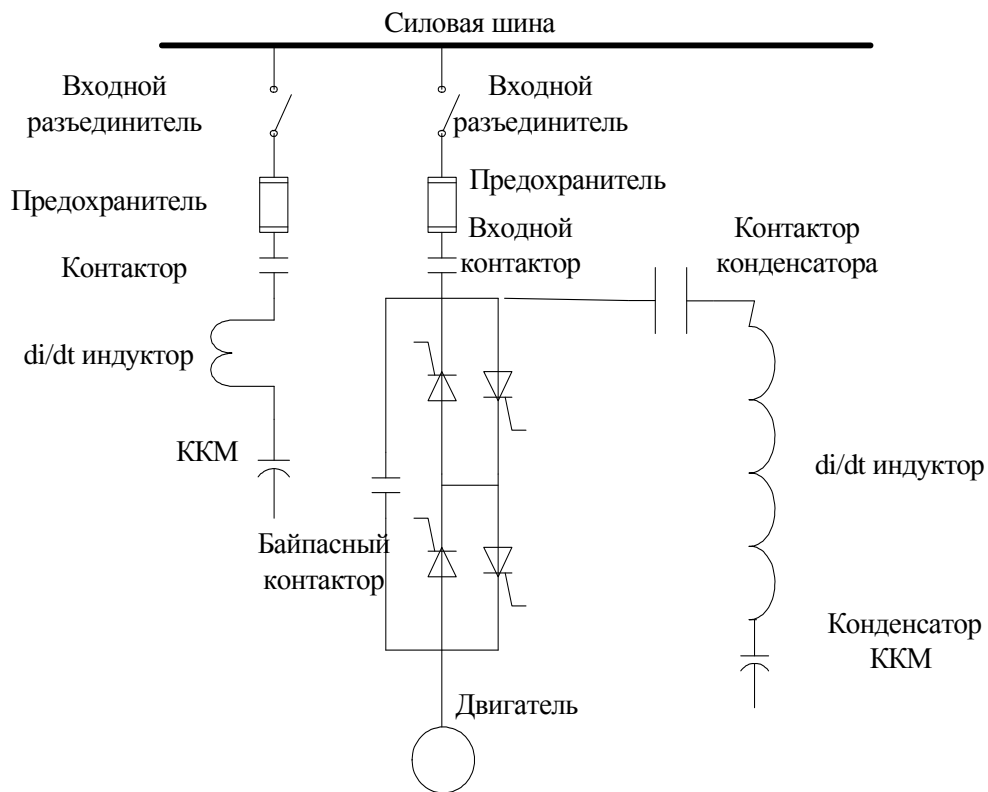 Силовая шина
Входной
разъединитель
Входной
разъединитель
Предохранитель
Предохранитель
Контактор
Входной
контактор
Контактор
конденсатора
di/dt индуктор
ККМ
di/dt индуктор
Байпасный
контактор
Конденсатор
ККМ
Двигатель